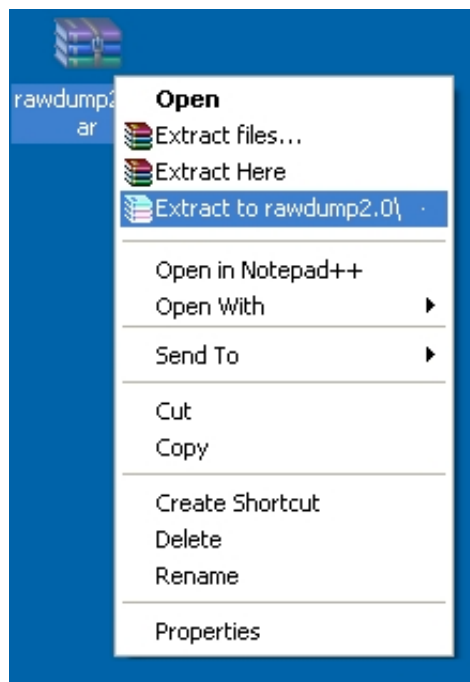 rawdump2
ar
Open
Extract files...
Extract Here
Extract to rawdump2.0\
Open in Notepad++
Open With
Send To
Cut
Copy
Create Shortcut
Delete
Rename
Properties